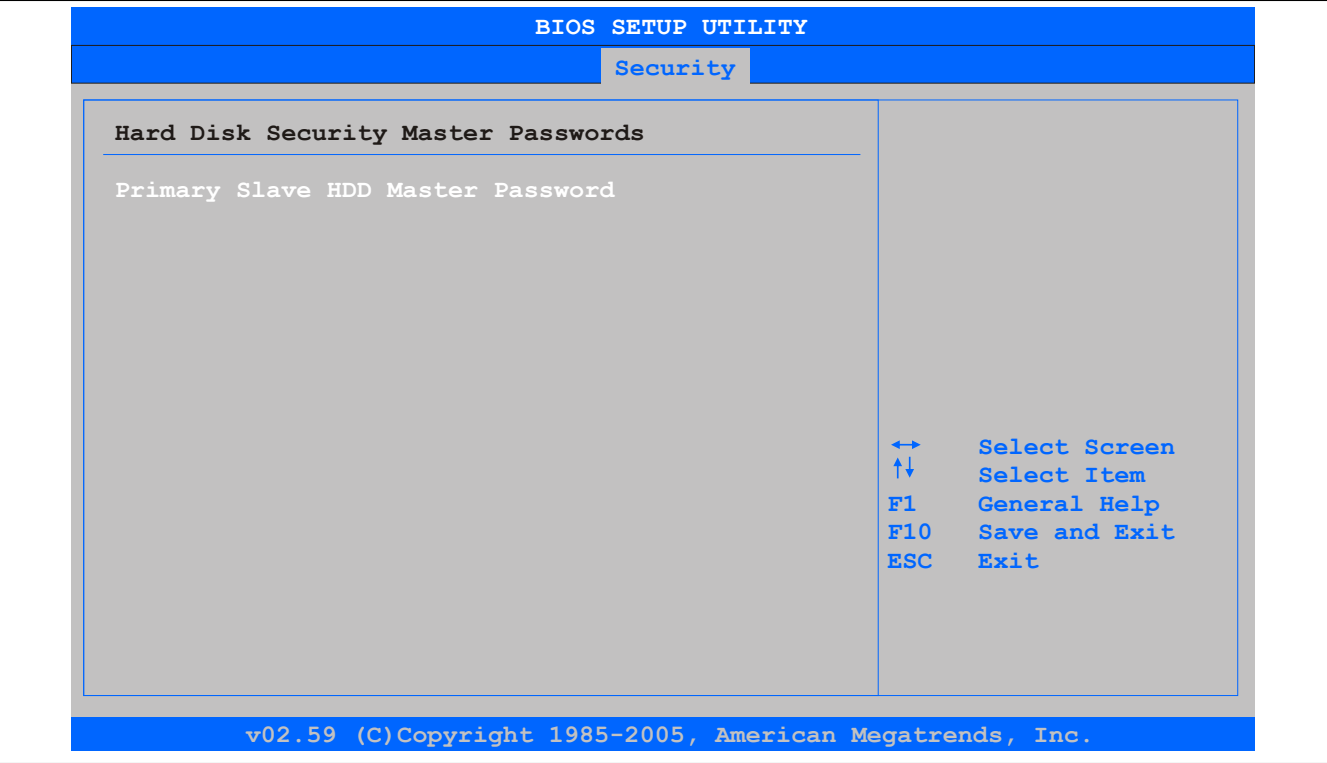 BIOS SETUP UTILITY
Security
Hard Disk Security Master Passwords
Primary Slave HDD Master Password
↔ Select Screen
↑↓ Select Item
F1 General Help
F10 Save and Exit
ESC Exit
v02.59 (C)Copyright 1985-2005, American Megatrends, Inc.